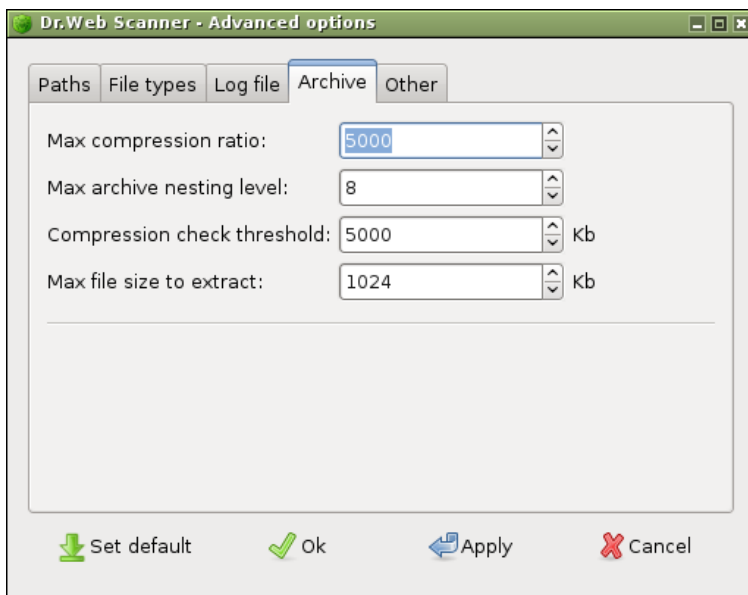 Dr.Web Scanner - Advanced options
Paths File types Log file Archive Other
Max compression ratio: 5000
Max archive nesting level: 8
Compression check threshold: 5000 Kb
Max file size to extract: 1024 Kb
Set default Ok Apply Cancel